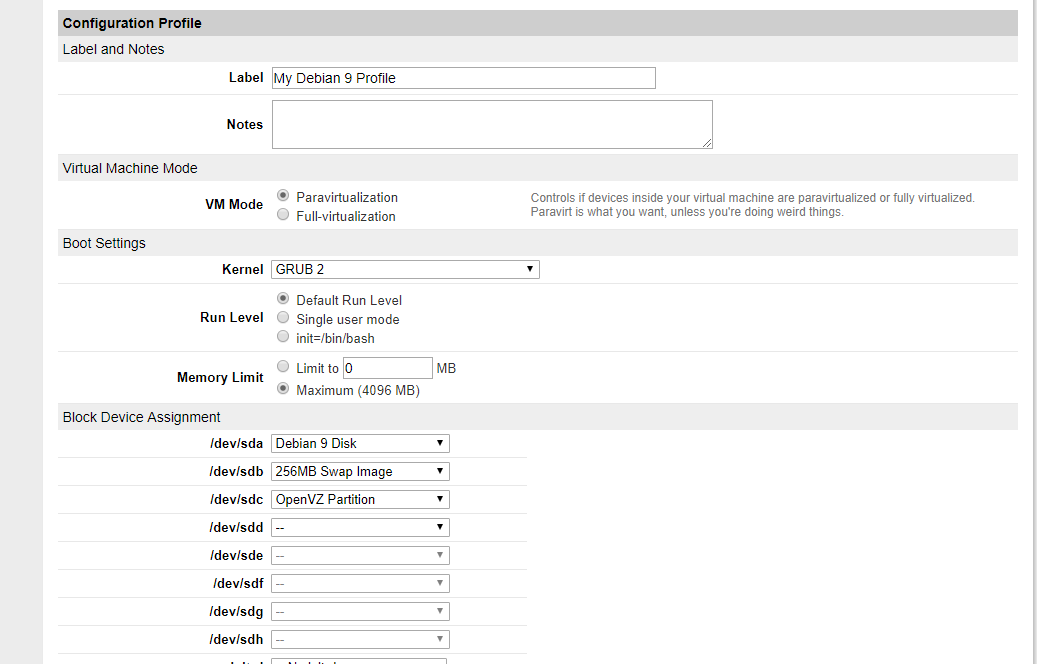 Configuration Profile
Label and Notes
Label My Debian 9 Profile
Notes
Virtual Machine Mode
VM Mode Paravirtualization
Full-virtualization
Controls if devices inside your virtual machine are paravirtualized or fully virtualized.
Paravirt is what you want, unless you're doing weird things.
Boot Settings
Kernel GRUB 2
Run Level Default Run Level
Single user mode
init=/bin/bash
Memory Limit Limit to 0 MB
Maximum (4096 MB)
Block Device Assignment
/dev/sda Debian 9 Disk
/dev/sdb 256MB Swap Image
/dev/sdc OpenVZ Partition
/dev/sdd --
/dev/sde --
/dev/sdf --
/dev/sdg --
/dev/sdh --